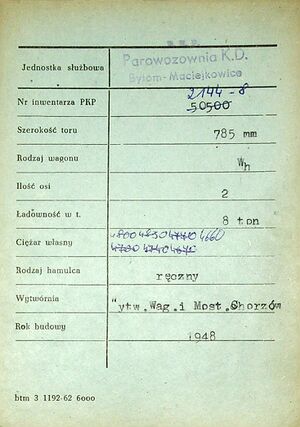 P.K.P.
Parowozownia K.D.
Bytom-Maciejkowice
Jednostka służbowa
2144-8
Nr inwentarza PKP 50500
Szerokość toru 785 mm
Rodzaj wagonu Wh
Ilość osi 2
Ładowność w t. 8 ton
4660
Ciężar własny
Rodzaj hamulca ręczny
Wytwórnia "ytw.Wag.i Most.Chorzów
Rok budowy 1948
btm 3 1192-62 6000